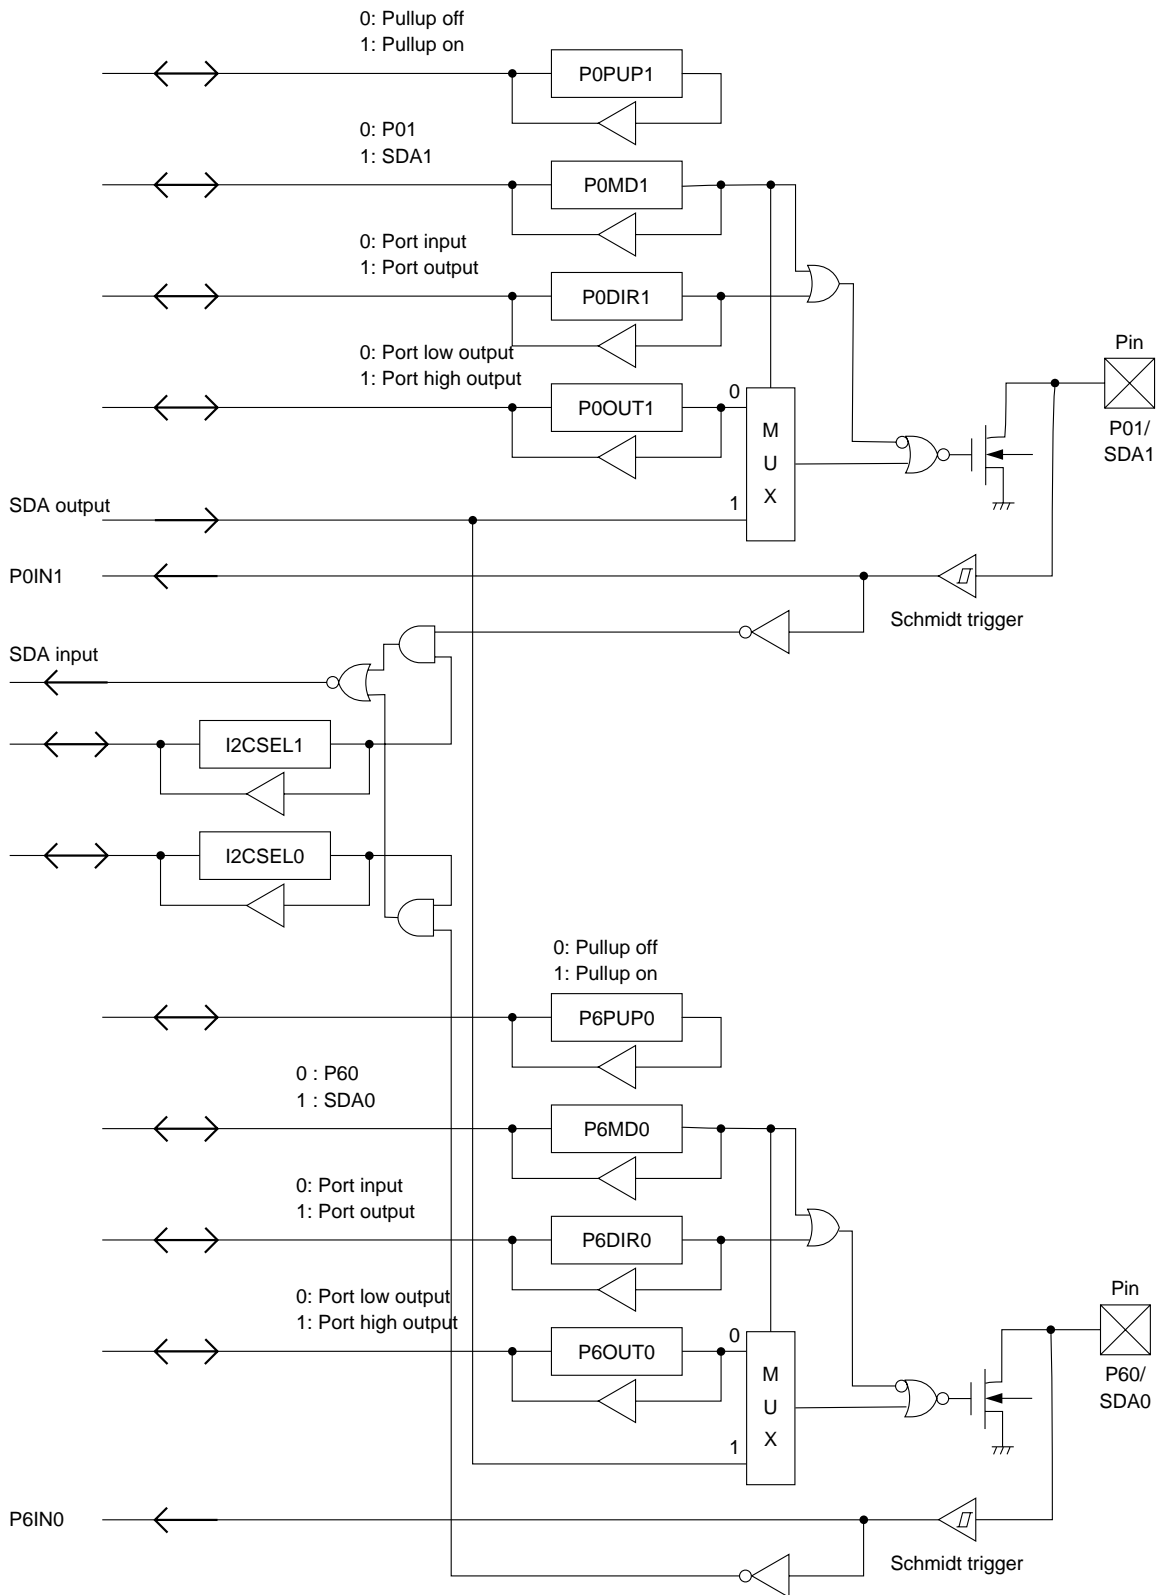 0: Pullup off
1: Pullup on
P0PUP1
0: P01
1: SDA1
P0MD1
0: Port input
1: Port output
P0DIR1
0: Port low output
1: Port high output
P0OUT1
0
M
U
X
1
Pin
P01/
SDA1
SDA output
P0IN1
Schmidt trigger
SDA input
I2CSEL1
I2CSEL0
0: Pullup off
1: Pullup on
P6PUP0
0 : P60
1 : SDA0
P6MD0
0: Port input
1: Port output
P6DIR0
0: Port low output
1: Port high output
P6OUT0
0
M
U
X
1
Pin
P60/
SDA0
P6IN0
Schmidt trigger